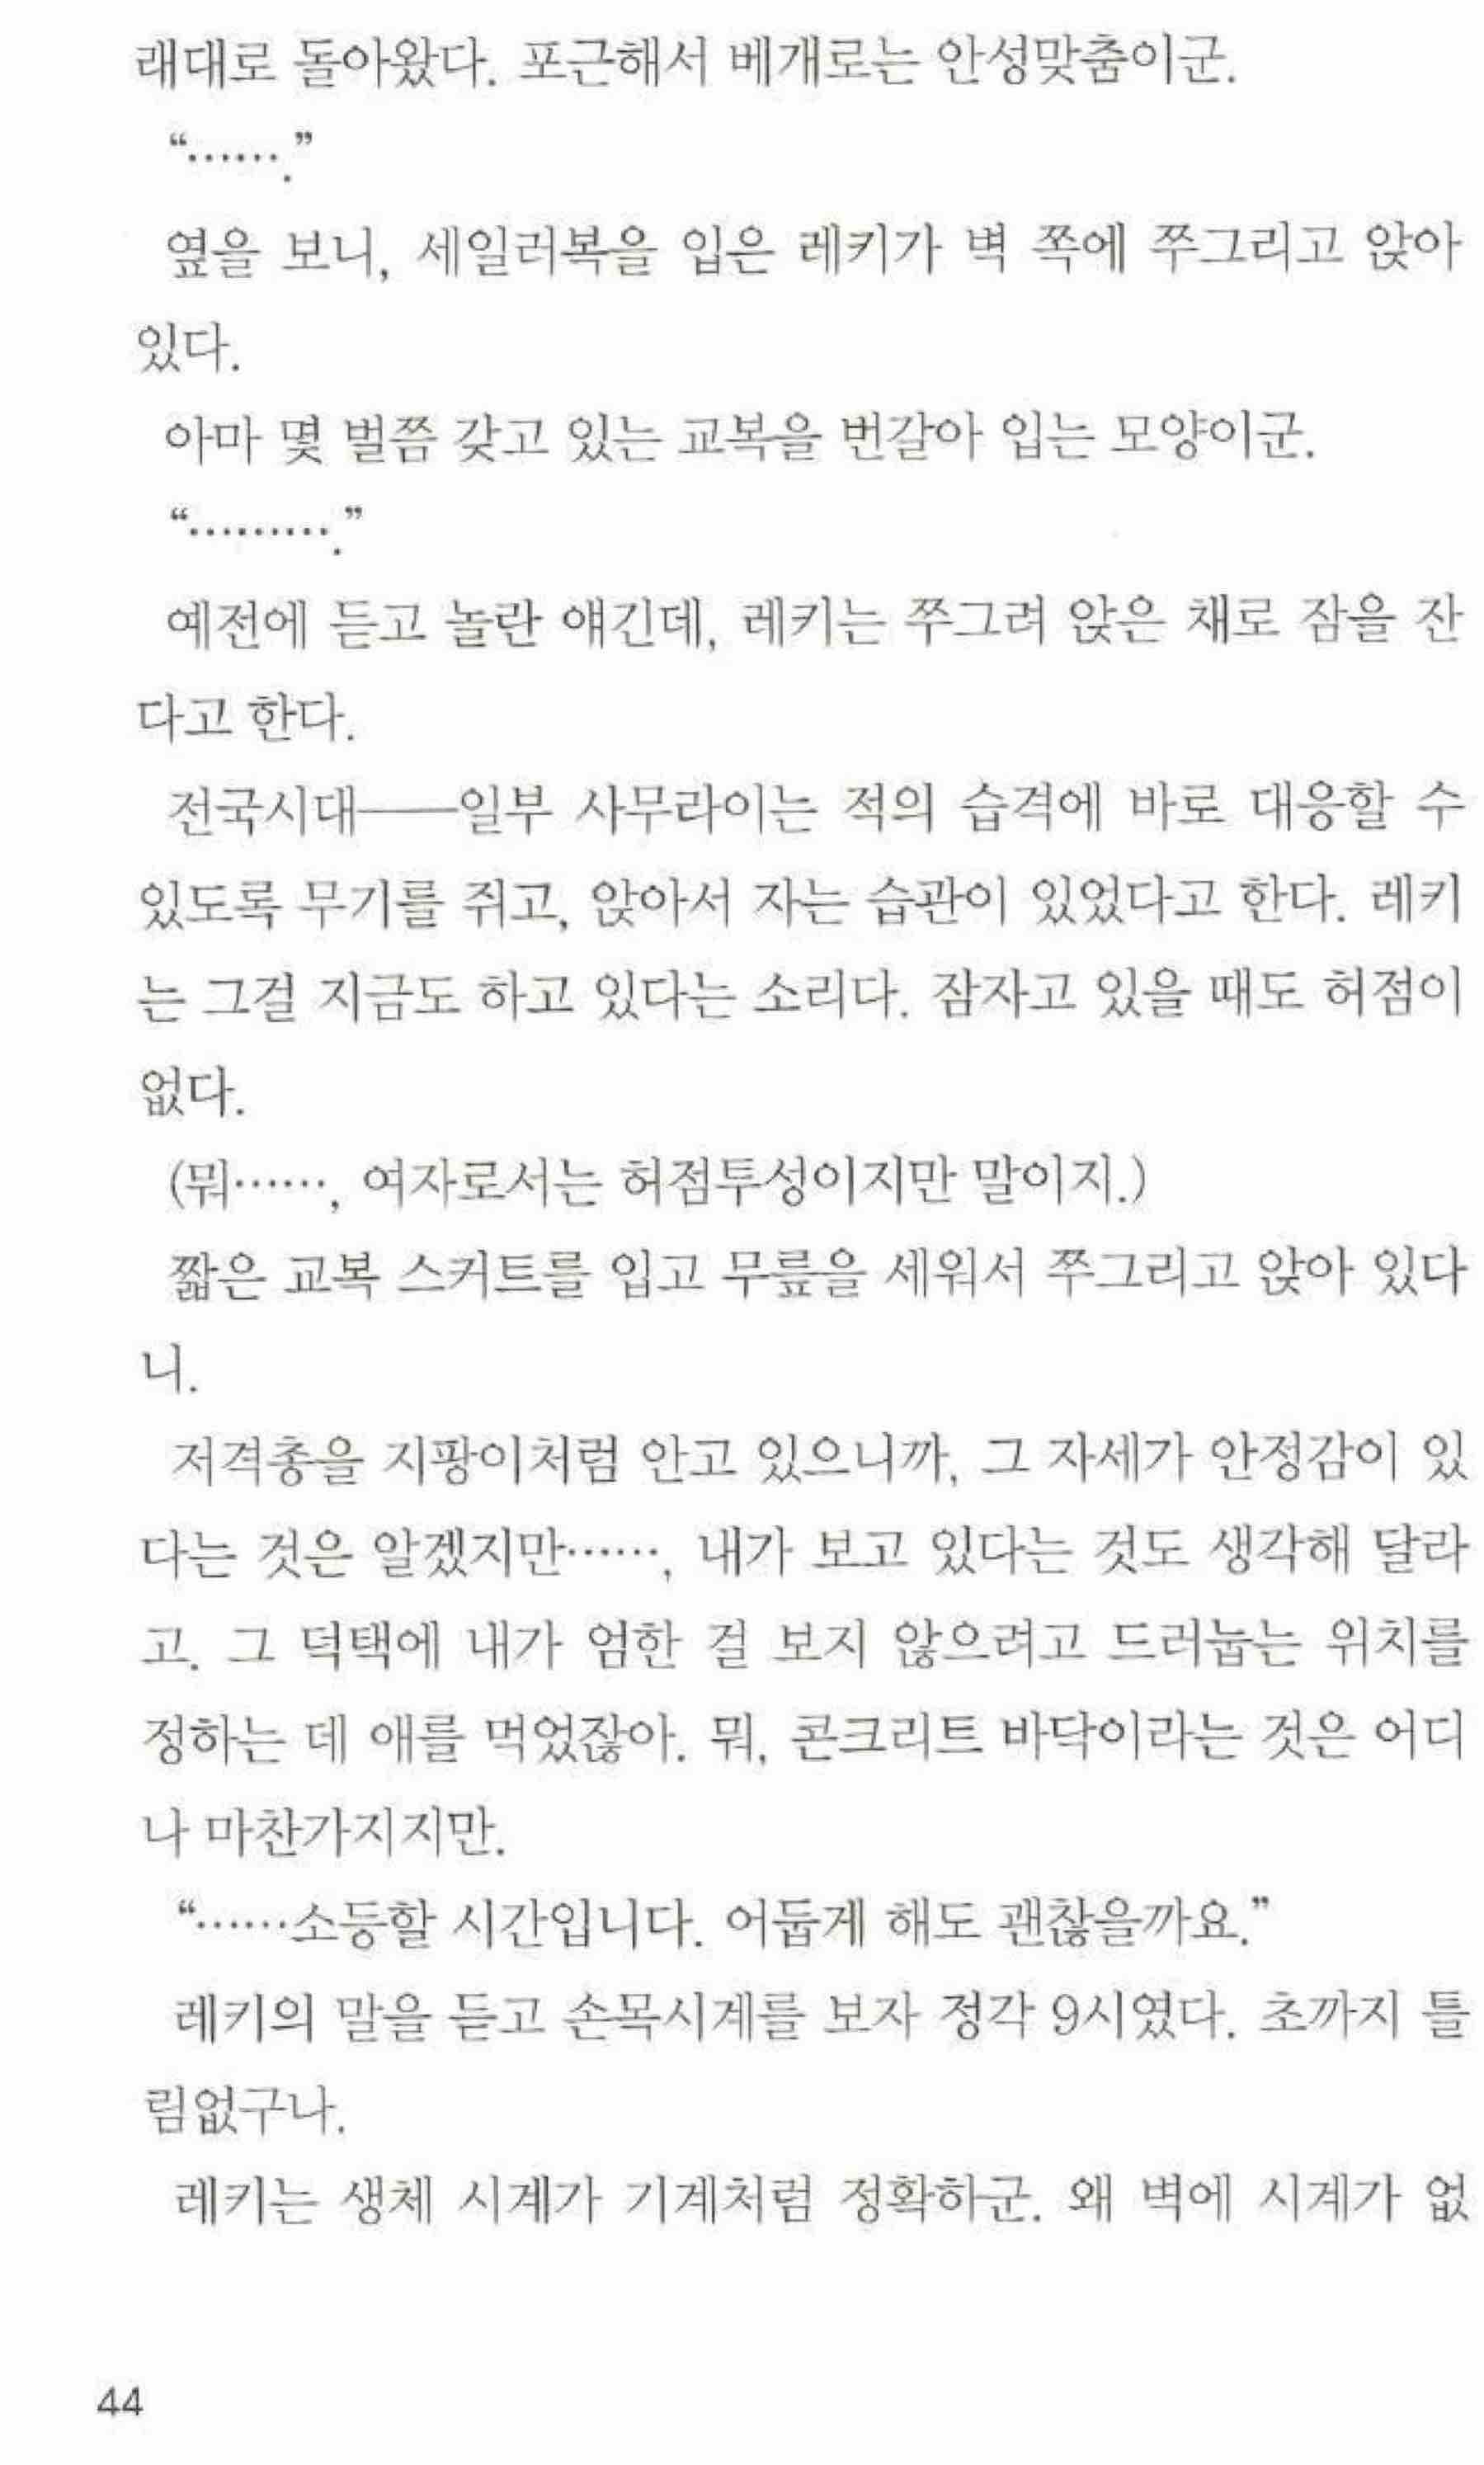 래대로 돌아왔다. 포근해서 베개로는 안성맞춤이군.
“…….”
옆을 보니, 세일러복을 입은 레키가 벽 쪽에 쭈그리고 앉아
있다.
아마 몇 벌쯤 갖고 있는 교복을 번갈아 입는 모양이군.
“……….”
예전에 듣고 놀란 얘긴데, 레키는 쭈그려 앉은 채로 잠을 잔
다고 한다.
전국시대──일부 사무라이는 적의 습격에 바로 대응할 수
있도록 무기를 쥐고, 앉아서 자는 습관이 있었다고 한다. 레키
는 그걸 지금도 하고 있다는 소리다. 잠자고 있을 때도 허점이
없다.
(뭐……, 여자로서는 허점투성이지만 말이지.)
짧은 교복 스커트를 입고 무릎을 세워서 쭈그리고 앉아 있다
니.
저격총을 지팡이처럼 안고 있으니까, 그 자세가 안정감이 있
다는 것은 알겠지만……, 내가 보고 있다는 것도 생각해 달라
고. 그 덕택에 내가 엄한 걸 보지 않으려고 드러눕는 위치를
정하는 데 애를 먹었잖아. 뭐, 콘크리트 바닥이라는 것은 어디
나 마찬가지지만.
“……소등할 시간입니다. 어둡게 해도 괜찮을까요.”
레키의 말을 듣고 손목시계를 보자 정각 9시였다. 초까지 틀
림없구나.
레키는 생체 시계가 기계처럼 정확하군. 왜 벽에 시계가 없
44